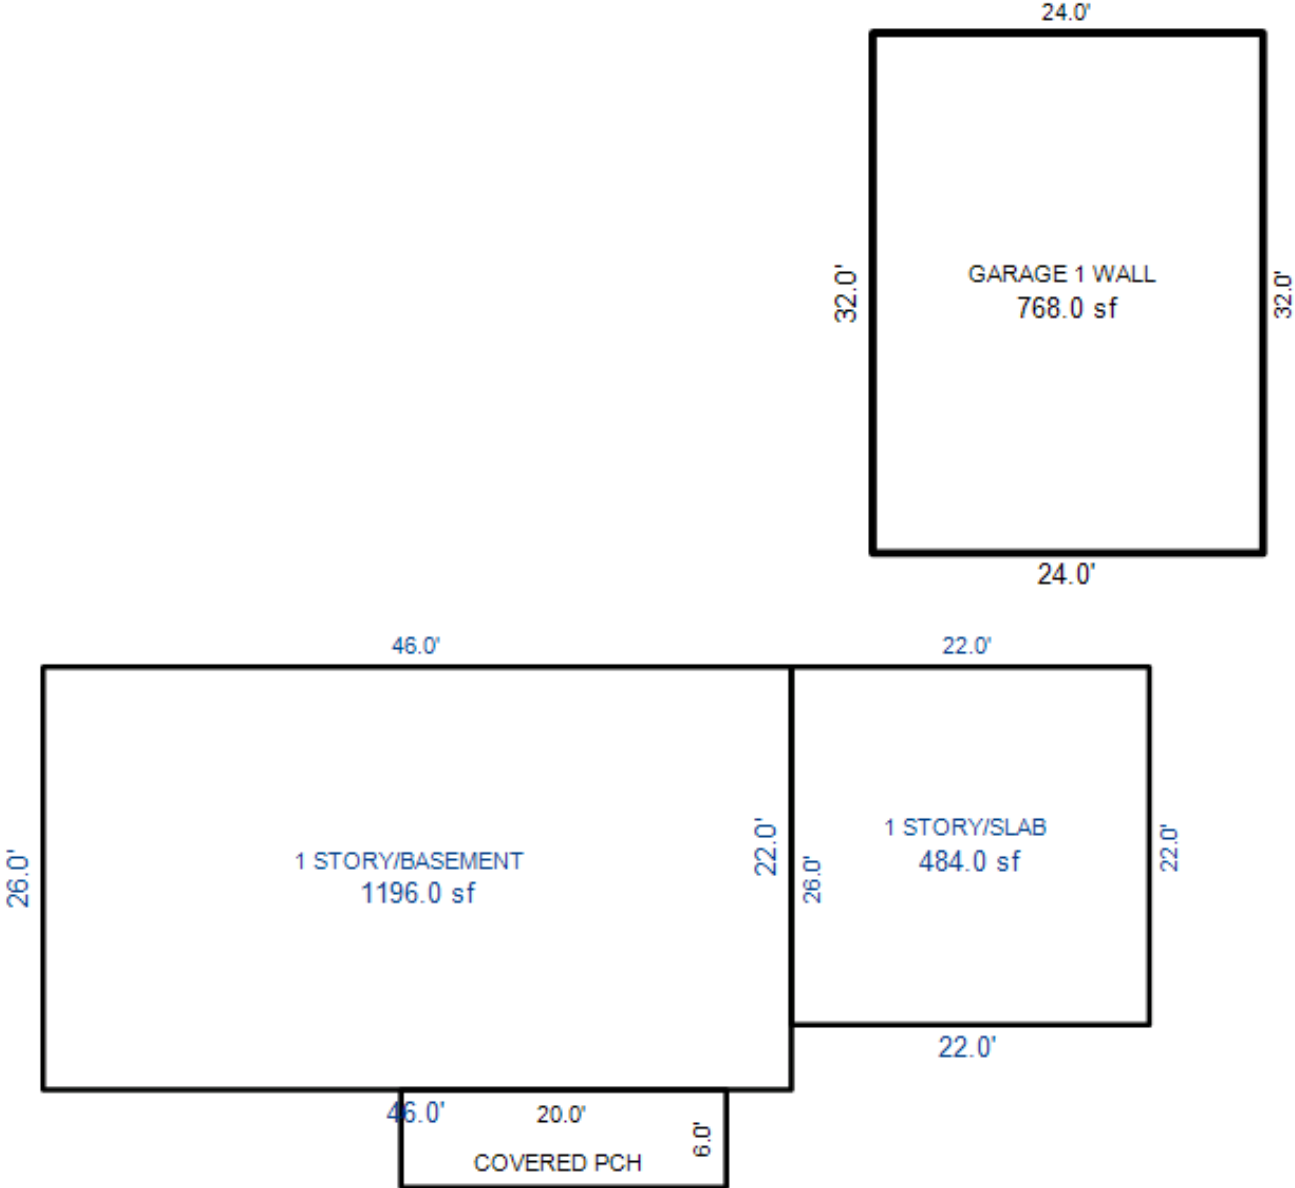 24.0'
32.0'
GARAGE 1 WALL
768.0 sf
32.0'
24.0'
46.0'
22.0'
26.0'
1 STORY/BASEMENT
1196.0 sf
22.0'
26.0'
1 STORY/SLAB
484.0 sf
22.0'
22.0'
46.0'
20.0'
6.0'
COVERED PCH